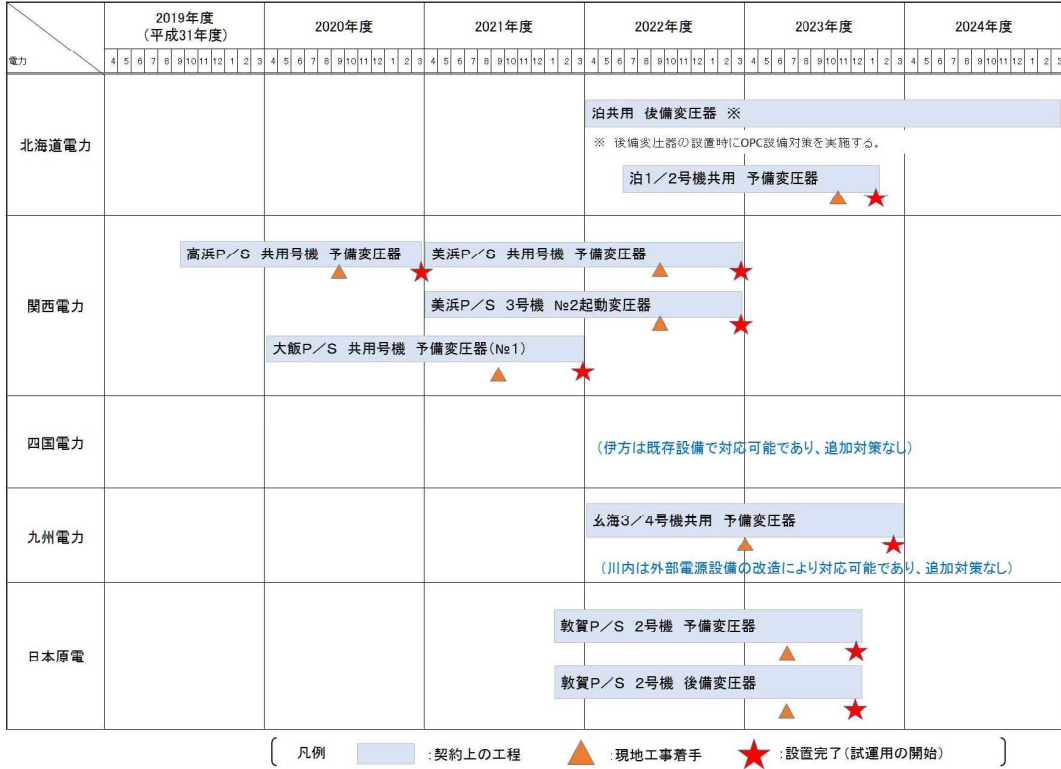 2019年度
(平成31年度)
2020年度
2021年度
2022年度
2023年度
2024年度
電力
4 5 6 7 8 9 10 11 12 1 2 3 4 5 6 7 8 9 10 11 12 1 2 3 4 5 6 7 8 9 10 11 12 1 2 3 4 5 6 7 8 9 10 11 12 1 2 3 4 5 6 7 8 9 10 11 12 1 2 3 4 5 6 7 8 9 10 11 12 1 2 3
北海道電力
泊共用 後備変圧器 ※
※ 後備変圧器の設置時にOPC設備対策を実施する。
泊1/2号機共用 予備変圧器
関西電力
高浜P/S 共用号機 予備変圧器
美浜P/S 共用号機 予備変圧器
美浜P/S 3号機 №2起動変圧器
大飯P/S 共用号機 予備変圧器(№1)
四国電力
(伊方は既存設備で対応可能であり、追加対策なし)
九州電力
玄海3/4号機共用 予備変圧器
(川内は外部電源設備の改造により対応可能であり、追加対策なし)
日本原電
敦賀P/S 2号機 予備変圧器
敦賀P/S 2号機 後備変圧器
凡例 :契約上の工程 :現地工事着手 :設置完了(試運用の開始)